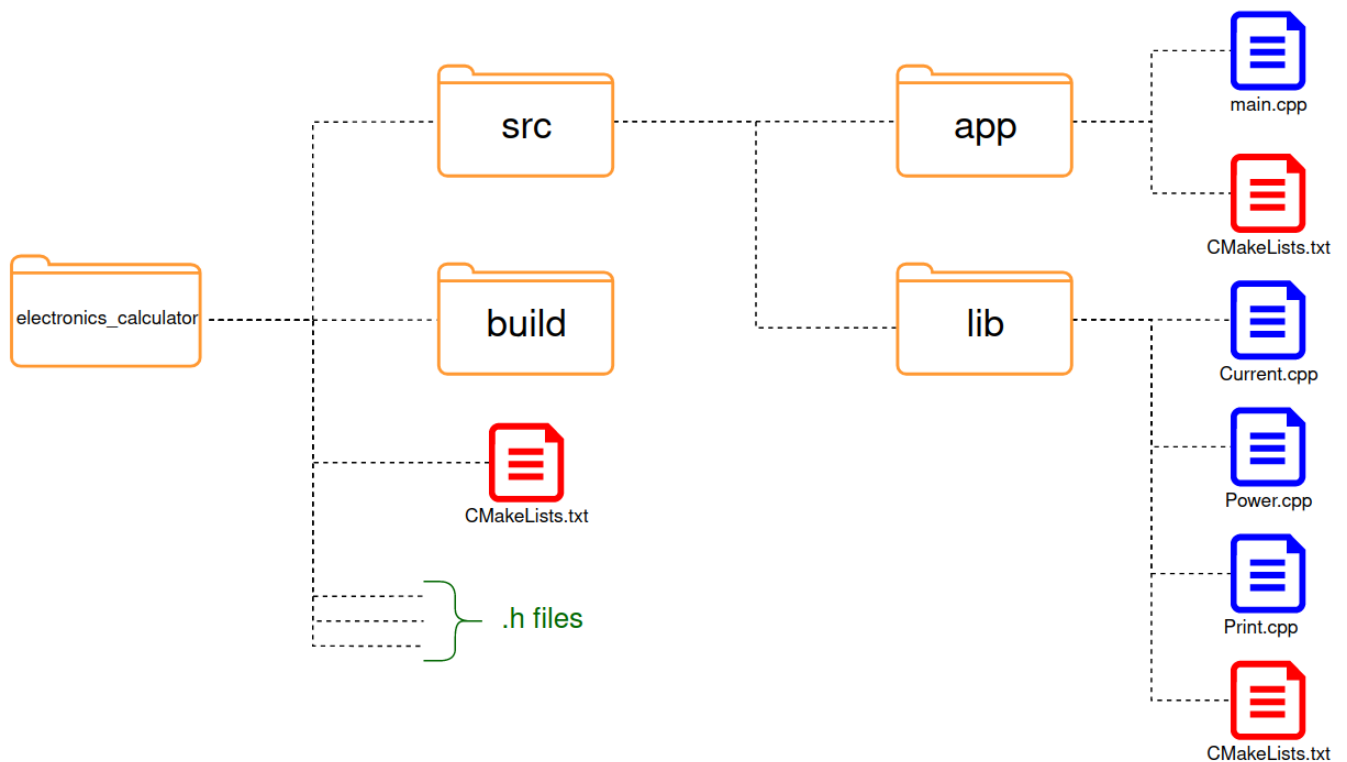 src
app
main.cpp
CMakeLists.txt
electronics_calculator
build
lib
Current.cpp
CMakeLists.txt
Power.cpp
.h files
Print.cpp
CMakeLists.txt